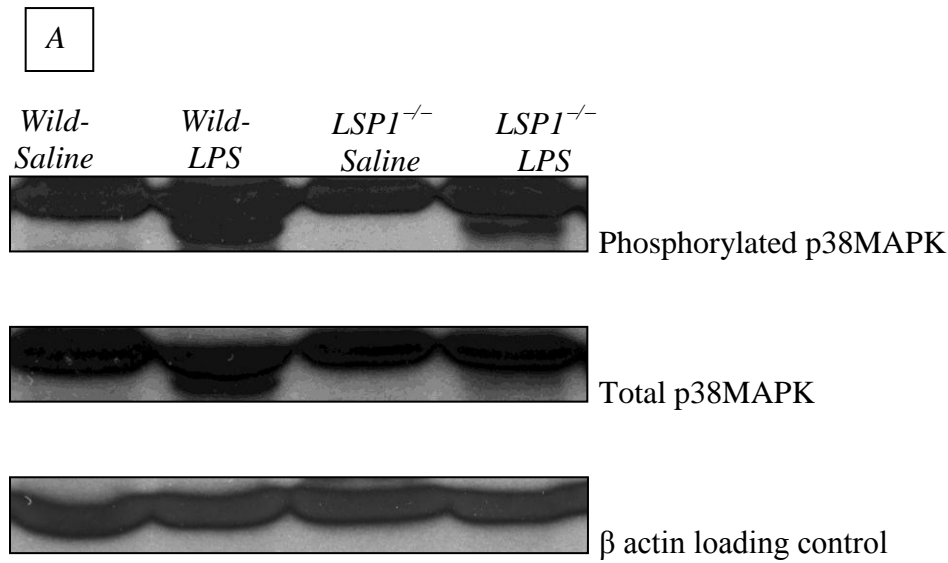 A
Wild- Wild- LSP1⁻/⁻ LSP1⁻/⁻
Saline LPS Saline LPS
Phosphorylated p38MAPK
Total p38MAPK
β actin loading control